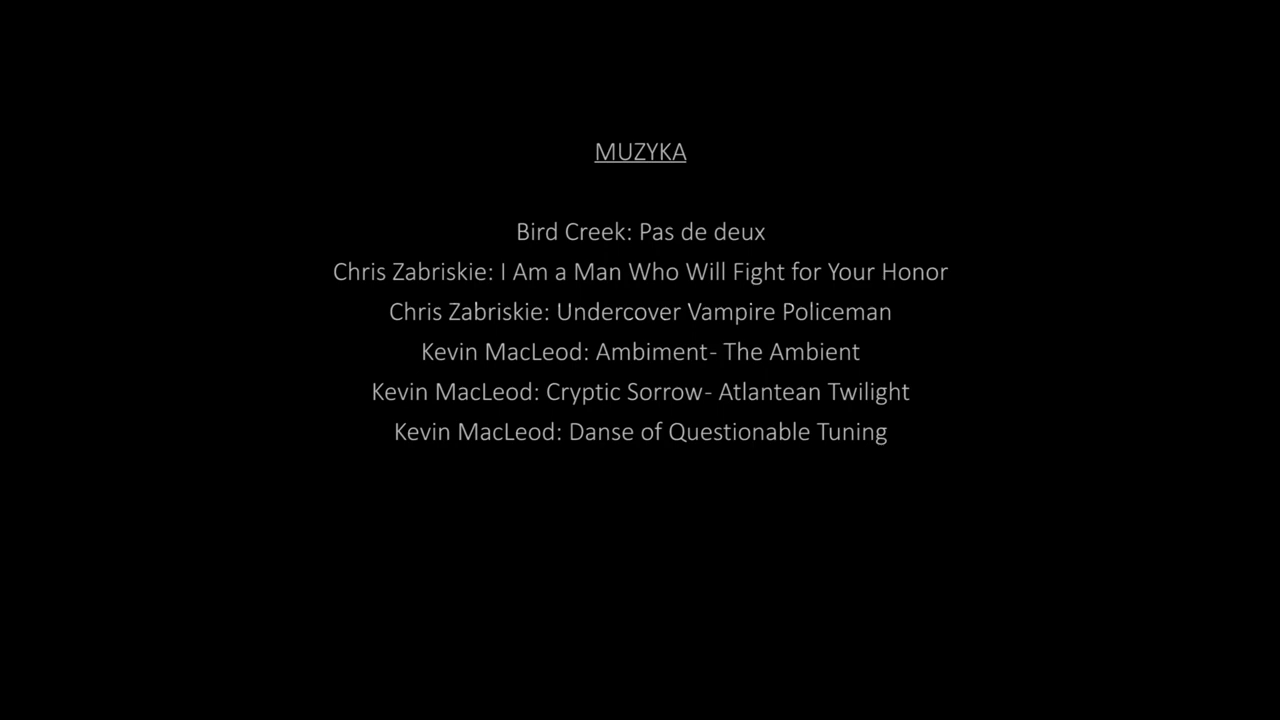 MUZYKA
Bird Creek: Pas de deux
Chris Zabriskie: I Am a Man Who Will Fight for Your Honor
Chris Zabriskie: Undercover Vampire Policeman
Kevin MacLeod: Ambiment- The Ambient
Kevin MacLeod: Cryptic Sorrow- Atlantean Twilight
Kevin MacLeod: Danse of Questionable Tuning